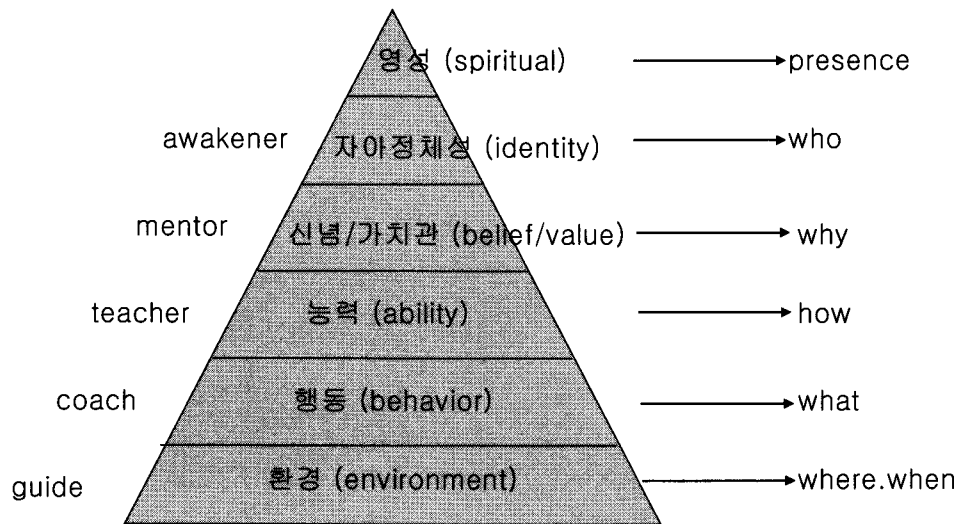 영성 (spiritual) presence
awakener 자아정체성 (identity) who
mentor 신념/가치관 (belief/value) why
teacher 능력 (ability) how
coach 행동 (behavior) what
guide 환경 (environment) where.when